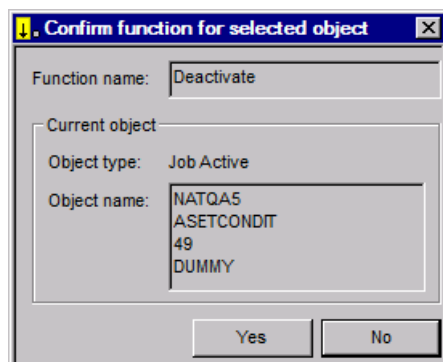 . Confirm function for selected object
Function name: Deactivate
Current object
Object type: Job Active
Object name: NATQA5
ASETCONDIT
49
DUMMY
Yes No